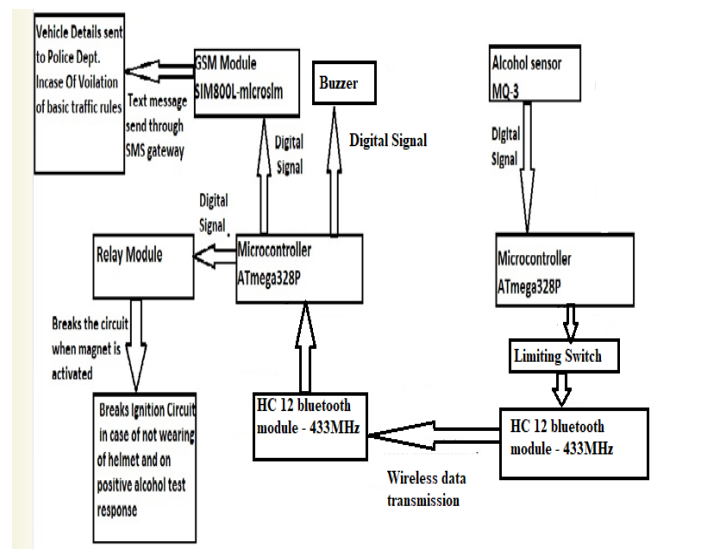 Vehicle Details sent
to Police Dept.
Incase Of Voilation
of basic traffic rules
Text message
send through
SMS gateway
GSM Module
SIM800L-mIcrosIm
Buzzer
Alcohol sensor
MQ-3
Digital
Signal
Digital Signal
DIgItal
SIgnal
Digital
Signal
Relay Module
Microcontroller
ATmega328P
Microcontroller
ATmega328P
Breaks the circuit
when magnet is
activated
Limiting Switch
Breaks Ignition Circuit
in case of not wearing
of helmet and on
positive alcohol test
response
HC 12 bluetooth
module - 433MHz
HC 12 bluetooth
module - 433MHz
Wireless data
transmission